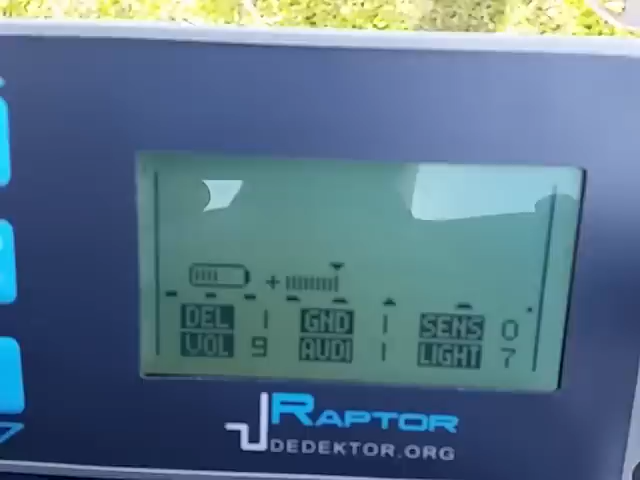 DEL 1 GND 1 SENS 0
VOL 9 AUDI 1 LIGHT 7
RAPTOR
DEDEKTOR.ORG